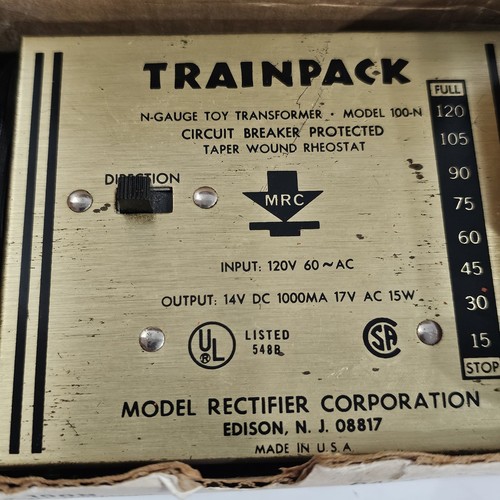 TRAINPACK
N-GAUGE TOY TRANSFORMER · MODEL 100-N
CIRCUIT BREAKER PROTECTED
TAPER WOUND RHEOSTAT
DIRECTION
MRC
INPUT: 120V 60~AC
OUTPUT: 14V DC 1000MA 17V AC 15W
UL
LISTED
548B
SA
MODEL RECTIFIER CORPORATION
EDISON, N. J. 08817
MADE IN U.S.A.
FULL
120
105
90
75
60
45
30
15
STOP